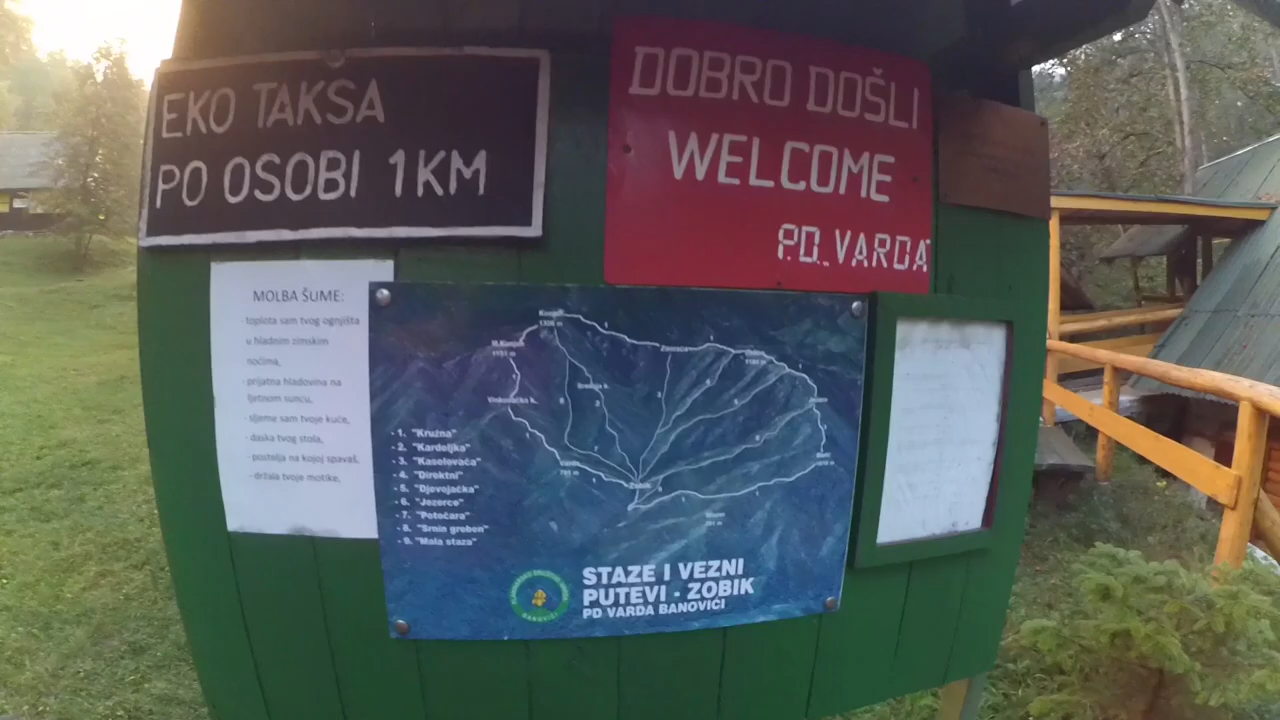 EKO TAKSA
PO OSOBI 1KM
DOBRO DOŠLI
WELCOME
P.D. VARDA
MOLBA ŠUME:
- toplota sam tvog ognjišta
u hladnim zimskim
noćima,
- prijatna hladovina na
ljetnom suncu,
- sljeme sam tvoje kuće,
- daska tvog stola,
- postelja na kojoj spavaš,
- držala tvoje motike,
Konjuh
Zobik
- 1. "Kružna"
- 2. "Kardeljka"
- 3. "Kaselovača"
- 4. "Direktni"
- 5. "Djevojačka"
- 6. "Jezerce"
- 7. "Potočara"
- 8. "Srnin greben"
- 9. "Mala staza"
STAZE I VEZNI
PUTEVI - ZOBIK
PD VARDA BANOVIĆI
BANOVIĆI